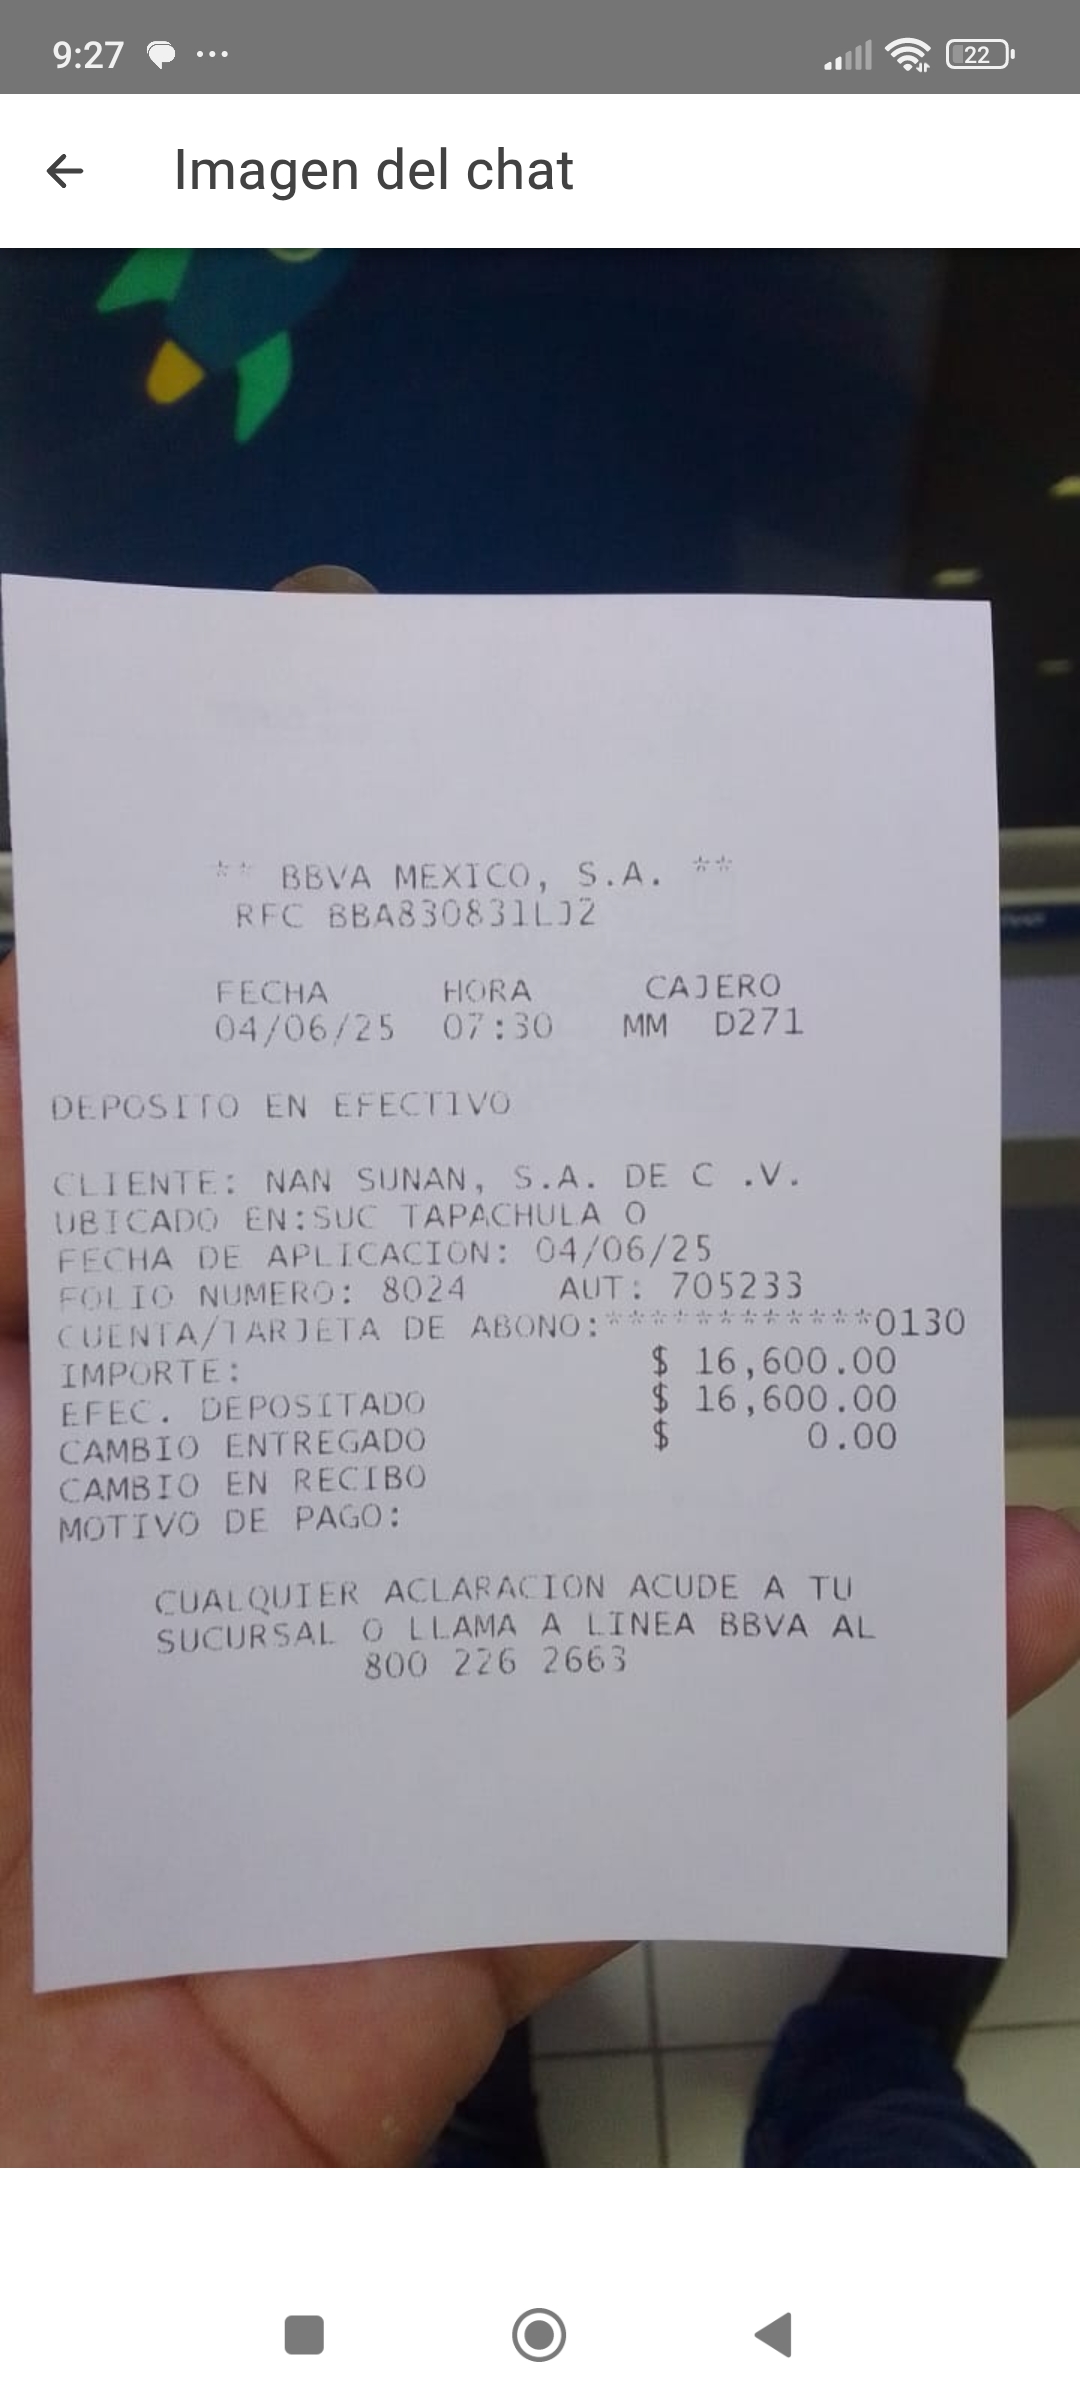 9:27
22
Imagen del chat
** BBVA MEXICO, S.A. **
RFC BBA830831LJ2
FECHA HORA CAJERO
04/06/25 07:30 MM D271
DEPOSITO EN EFECTIVO
CLIENTE: NAN SUNAN, S.A. DE C .V.
UBICADO EN:SUC TAPACHULA O
FECHA DE APLICACION: 04/06/25
FOLIO NUMERO: 8024 AUT: 705233
CUENTA/TARJETA DE ABONO:************0130
IMPORTE: $ 16,600.00
EFEC. DEPOSITADO $ 16,600.00
CAMBIO ENTREGADO $ 0.00
CAMBIO EN RECIBO
MOTIVO DE PAGO:
CUALQUIER ACLARACION ACUDE A TU
SUCURSAL O LLAMA A LINEA BBVA AL
800 226 2663